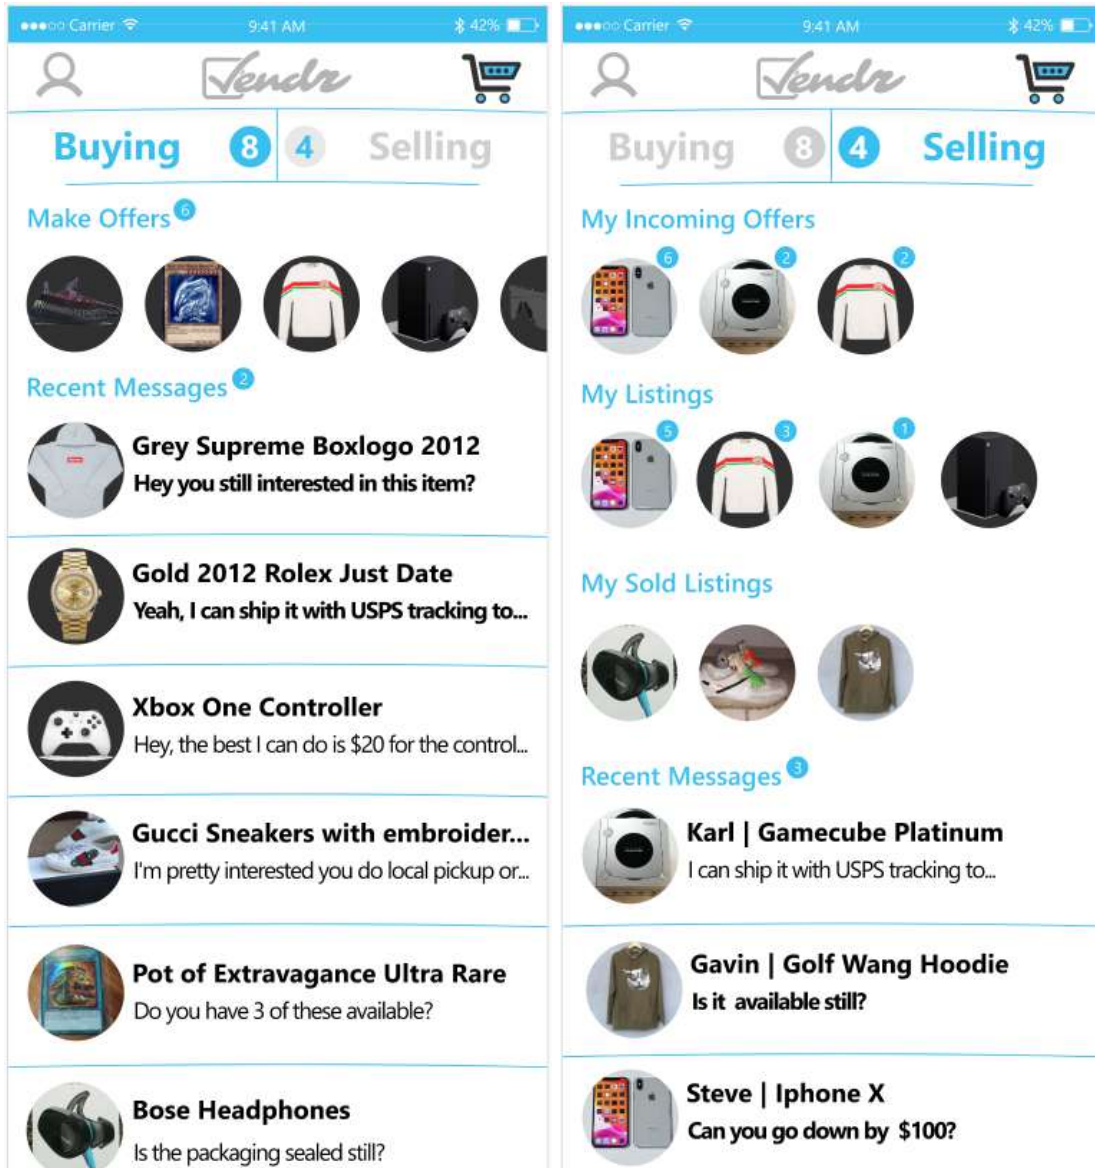 Carrier 9:41 AM 42%
Vendr
Buying 8 4 Selling
Make Offers 6
Recent Messages 2
Grey Supreme Boxlogo 2012
Hey you still interested in this item?
Gold 2012 Rolex Just Date
Yeah, I can ship it with USPS tracking to...
Xbox One Controller
Hey, the best I can do is $20 for the control...
Gucci Sneakers with embroider...
I'm pretty interested you do local pickup or...
Pot of Extravagance Ultra Rare
Do you have 3 of these available?
Bose Headphones
Is the packaging sealed still?
Carrier 9:41 AM 42%
Vendr
Buying 8 4 Selling
My Incoming Offers
6 2 2
My Listings
5 3 1
My Sold Listings
Recent Messages 3
Karl | Gamecube Platinum
I can ship it with USPS tracking to...
Gavin | Golf Wang Hoodie
Is it available still?
Steve | Iphone X
Can you go down by $100?